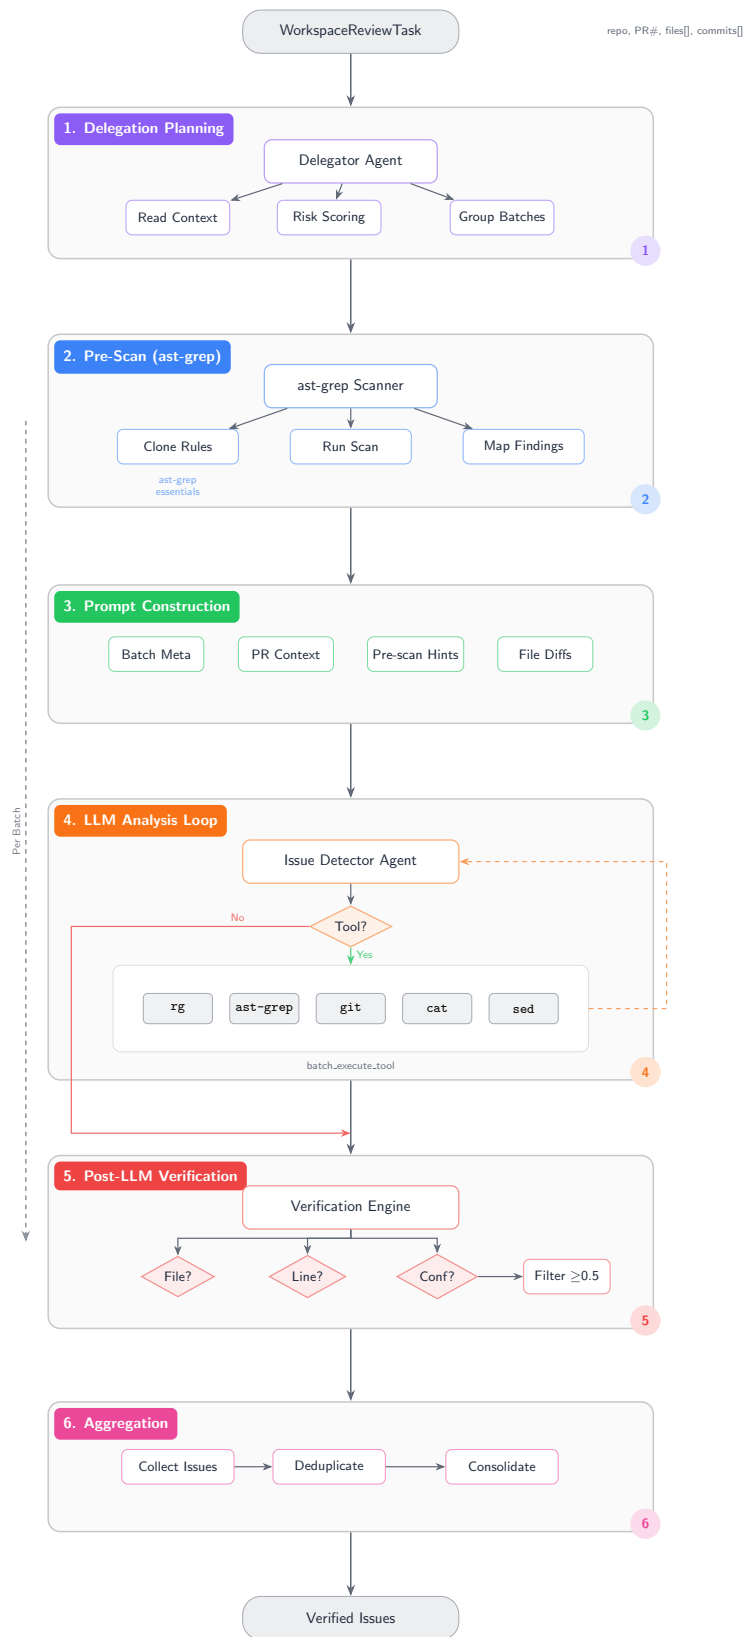 WorkspaceReviewTask
repo, PR#, files[], commits[]
1. Delegation Planning
Delegator Agent
Read Context
Risk Scoring
Group Batches
1
2. Pre-Scan (ast-grep)
ast-grep Scanner
Clone Rules
Run Scan
Map Findings
ast-grep
essentials
2
3. Prompt Construction
Batch Meta
PR Context
Pre-scan Hints
File Diffs
3
Per Batch
4. LLM Analysis Loop
Issue Detector Agent
No
Tool?
Yes
rg
ast-grep
git
cat
sed
batch_execute_tool
4
5. Post-LLM Verification
Verification Engine
File?
Line?
Conf?
Filter ≥0.5
5
6. Aggregation
Collect Issues
Deduplicate
Consolidate
6
Verified Issues